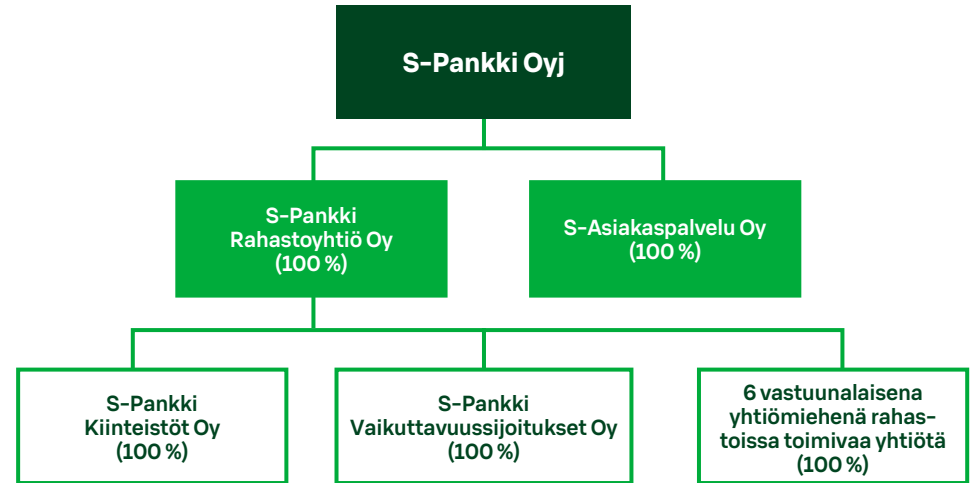 S-Pankki Oyj
S-Pankki
Rahastoyhtiö Oy
(100 %)
S-Asiakaspalvelu Oy
(100 %)
S-Pankki
Kiinteistöt Oy
(100 %)
S-Pankki
Vaikuttavuussijoitukset Oy
(100 %)
6 vastuunalaisena
yhtiömiehenä rahas-
toissa toimivaa yhtiötä
(100 %)